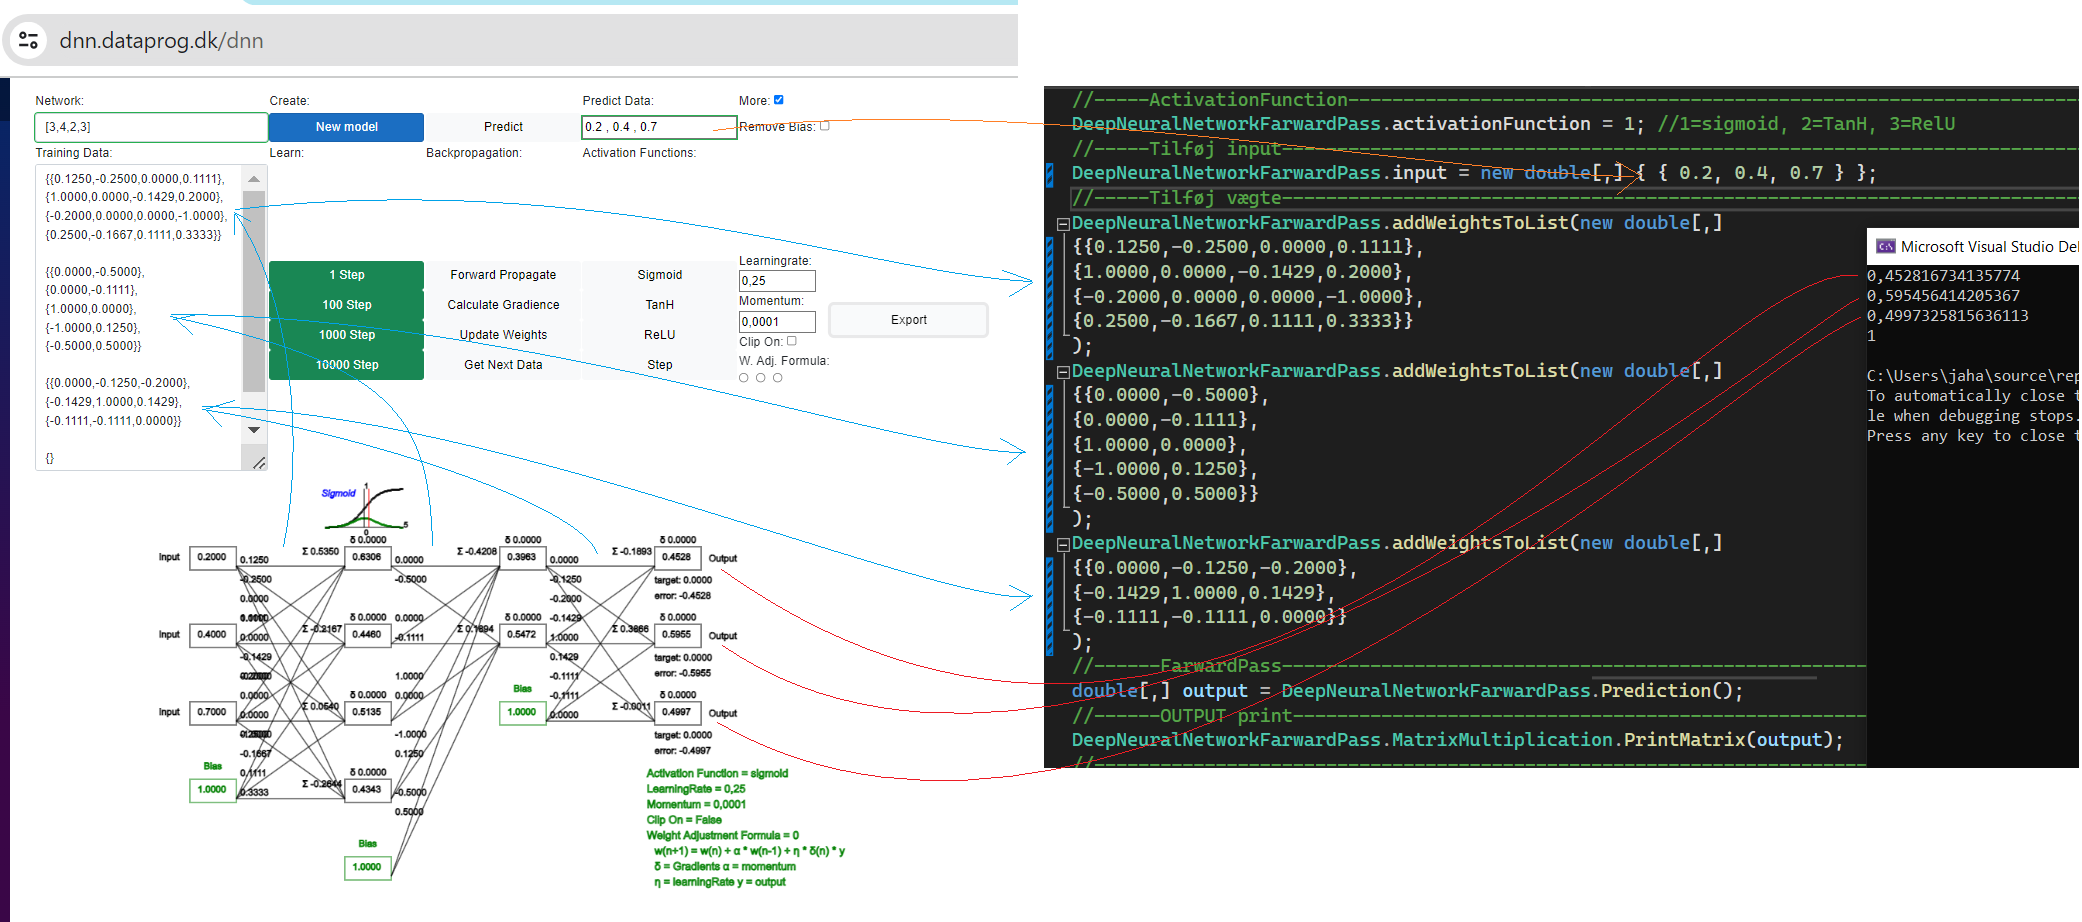 dnn.dataprog.dk/dnn
Network:
Create:
Predict Data:
More:
[3,4,2,3]
New model
Predict
0.2 , 0.4 , 0.7
Remove Bias:
Training Data:
Learn:
Backpropagation:
Activation Functions:
{{0.1250,-0.2500,0.0000,0.1111},
{1.0000,0.0000,-0.1429,0.2000},
{-0.2000,0.0000,0.0000,-1.0000},
{0.2500,-0.1667,0.1111,0.3333}}
{{0.0000,-0.5000},
{0.0000,-0.1111},
{1.0000,0.0000},
{-1.0000,0.1250},
{-0.5000,0.5000}}
{{0.0000,-0.1250,-0.2000},
{-0.1429,1.0000,0.1429},
{-0.1111,-0.1111,0.0000}}
{}
1 Step
Forward Propagate
Sigmoid
100 Step
Calculate Gradience
TanH
1000 Step
Update Weights
ReLU
10000 Step
Get Next Data
Step
Learningrate:
0,25
Momentum:
0,0001
Clip On:
W. Adj. Formula:
Export
Sigmoid
1
5
0
Input
0.2000
0.1250
-0.2500
0.0000
Input
0.4000
0.0000
-0.1429
Input
0.7000
0.0000
0.0000
-0.1667
0.1111
0.3333
Bias
1.0000
δ 0.0000
Σ 0.5350
0.6306
0.0000
-0.5000
δ 0.0000
Σ -0.2167
0.4460
0.0000
-0.1111
δ 0.0000
Σ 0.0540
0.5135
1.0000
0.0000
-1.0000
0.1250
δ 0.0000
Σ -0.2644
0.4343
-0.5000
0.5000
Bias
1.0000
δ 0.0000
Σ -0.4208
0.3963
0.0000
-0.1250
-0.2000
δ 0.0000
Σ 0.1894
0.5472
-0.1429
1.0000
0.1429
Bias
1.0000
-0.1111
-0.1111
0.0000
δ 0.0000
Σ -0.1893
0.4528
Output
target: 0.0000
error: -0.4528
δ 0.0000
Σ 0.3866
0.5955
Output
target: 0.0000
error: -0.5955
δ 0.0000
Σ -0.0011
0.4997
Output
target: 0.0000
error: -0.4997
Activation Function = sigmoid
LearningRate = 0,25
Momentum = 0,0001
Clip On = False
Weight Adjustment Formula = 0
w(n+1) = w(n) + α * w(n-1) + η * δ(n) * y
δ = Gradients α = momentum
η = learningRate y = output
//-----ActivationFunction
DeepNeuralNetworkFarwardPass.activationFunction = 1; //1=sigmoid, 2=TanH, 3=RelU
//-----Tilføj input
DeepNeuralNetworkFarwardPass.input = new double[,] { { 0.2, 0.4, 0.7 } };
//-----Tilføj vægte
DeepNeuralNetworkFarwardPass.addWeightsToList(new double[,]
{{0.1250,-0.2500,0.0000,0.1111},
{1.0000,0.0000,-0.1429,0.2000},
{-0.2000,0.0000,0.0000,-1.0000},
{0.2500,-0.1667,0.1111,0.3333}}
);
DeepNeuralNetworkFarwardPass.addWeightsToList(new double[,]
{{0.0000,-0.5000},
{0.0000,-0.1111},
{1.0000,0.0000},
{-1.0000,0.1250},
{-0.5000,0.5000}}
);
DeepNeuralNetworkFarwardPass.addWeightsToList(new double[,]
{{0.0000,-0.1250,-0.2000},
{-0.1429,1.0000,0.1429},
{-0.1111,-0.1111,0.0000}}
);
//------FarwardPass
double[,] output = DeepNeuralNetworkFarwardPass.Prediction();
//------OUTPUT print
DeepNeuralNetworkFarwardPass.MatrixMultiplication.PrintMatrix(output);
//
Microsoft Visual Studio De
0,452816734135774
0,595456414205367
0,4997325815636113
1
C:\Users\jaha\source\rep
To automatically close t
le when debugging stops.
Press any key to close t